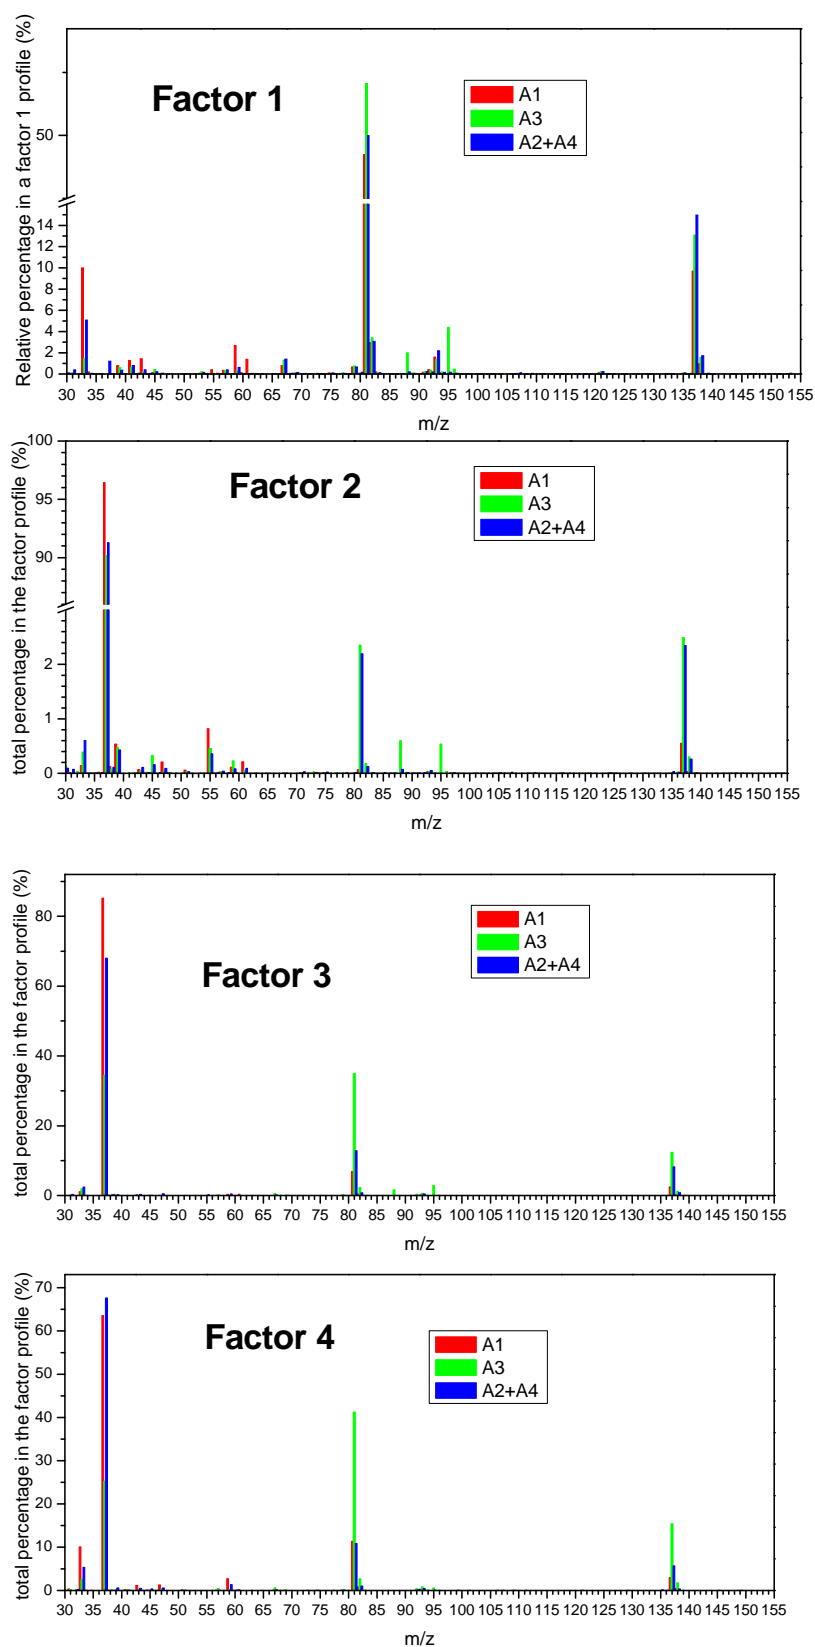 Relative percentage in a factor 1 profile (%)
Factor 1
A1
A3
A2+A4
50
14
12
10
8
6
4
2
0
30 35 40 45 50 55 60 65 70 75 80 85 90 95 100 105 110 115 120 125 130 135 140 145 150 155
m/z
total percentage in the factor profile (%)
Factor 2
A1
A3
A2+A4
100
95
90
2
1
0
30 35 40 45 50 55 60 65 70 75 80 85 90 95 100 105 110 115 120 125 130 135 140 145 150 155
m/z
total percentage in the factor profile (%)
Factor 3
A1
A3
A2+A4
80
60
40
20
0
30 35 40 45 50 55 60 65 70 75 80 85 90 95 100 105 110 115 120 125 130 135 140 145 150 155
m/z
total percentage in the factor profile (%)
Factor 4
A1
A3
A2+A4
70
60
50
40
30
20
10
0
30 35 40 45 50 55 60 65 70 75 80 85 90 95 100 105 110 115 120 125 130 135 140 145 150 155
m/z